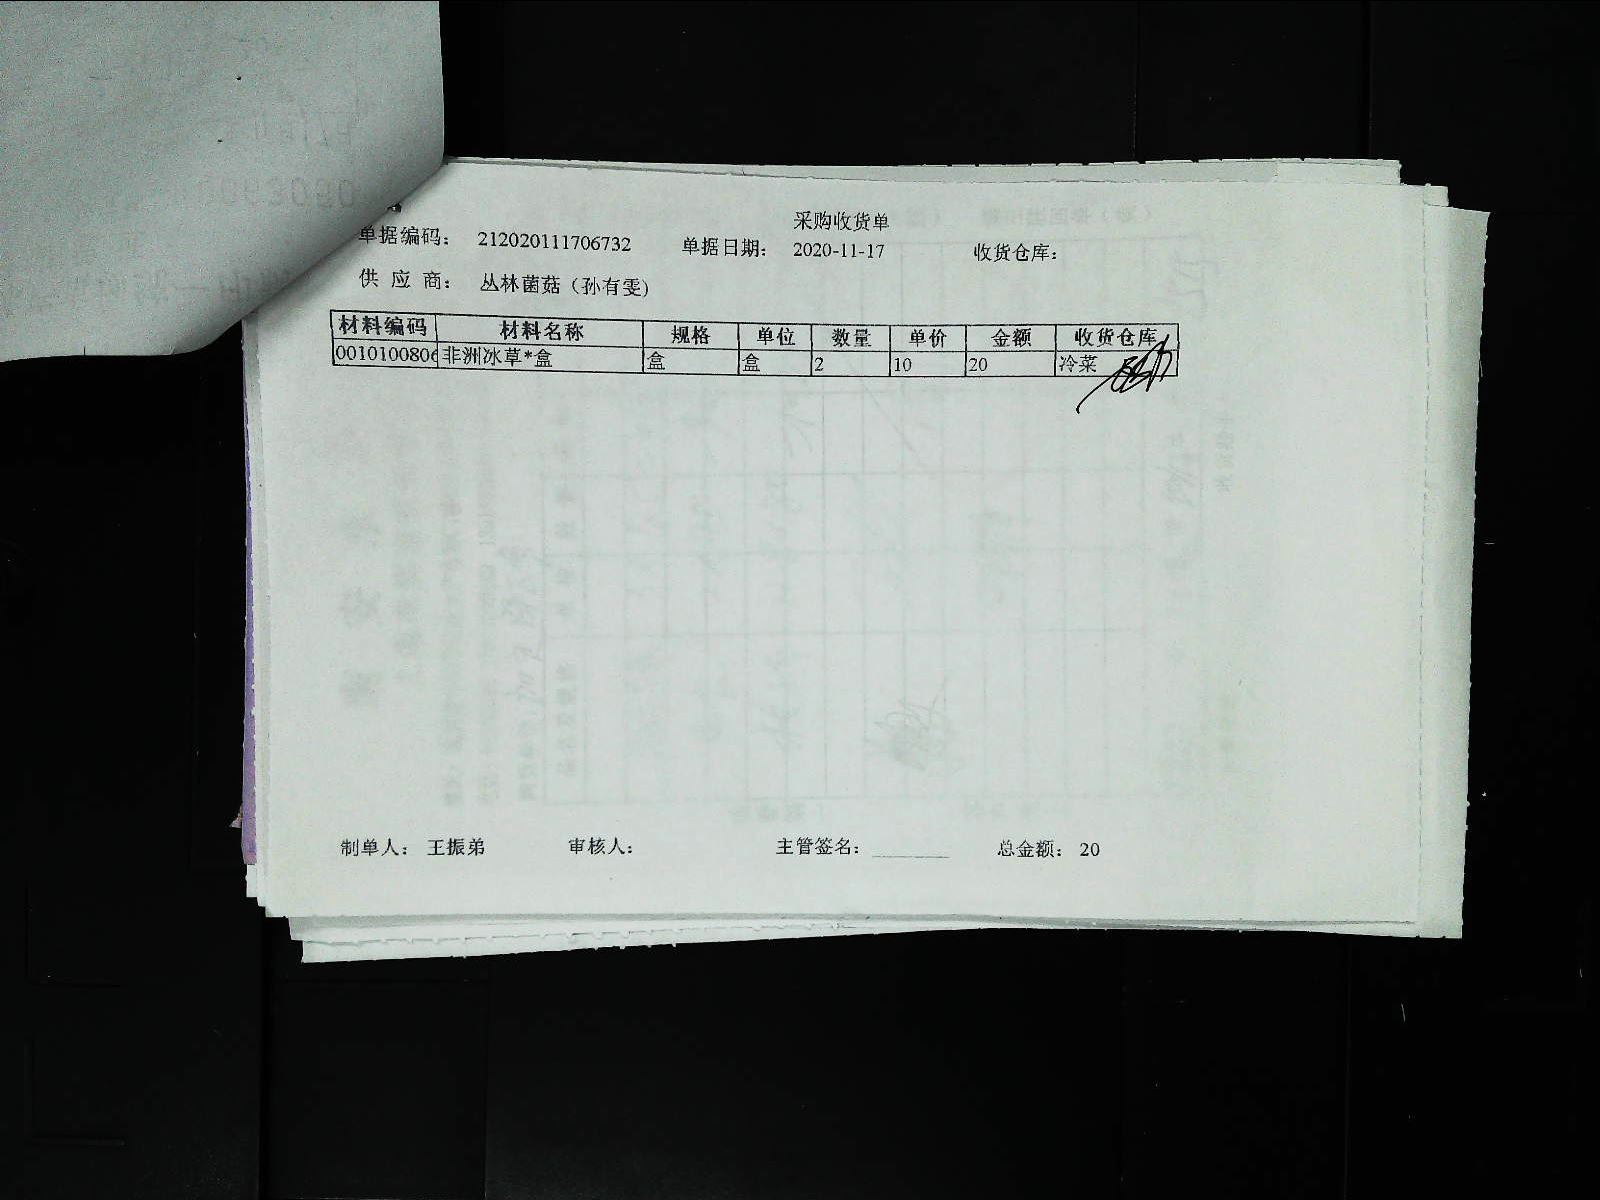 采购收货单
单据编码： 212020111706732 单据日期： 2020-11-17 收货仓库：
供 应 商： 丛林菌菇（孙有雯）
材料编码 材料名称 规格 单位 数量 单价 金额 收货仓库
0010100806 非洲冰草*盒 盒 盒 2 10 20 冷菜
制单人： 王振弟 审核人： 主管签名： 总金额： 20